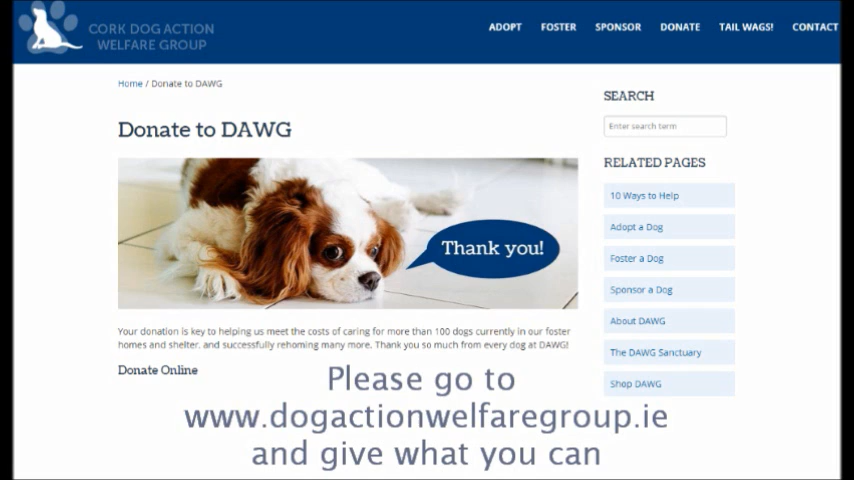 CORK DOG ACTION
WELFARE GROUP
ADOPT FOSTER SPONSOR DONATE TAIL WAGS! CONTACT
Home / Donate to DAWG
Donate to DAWG
Thank you!
Your donation is key to helping us meet the costs of caring for more than 100 dogs currently in our foster
homes and shelter, and successfully rehoming many more. Thank you so much from every dog at DAWG!
Donate Online
SEARCH
Enter search term
RELATED PAGES
10 Ways to Help
Adopt a Dog
Foster a Dog
Sponsor a Dog
About DAWG
The DAWG Sanctuary
Shop DAWG
Please go to
www.dogactionwelfaregroup.ie
and give what you can